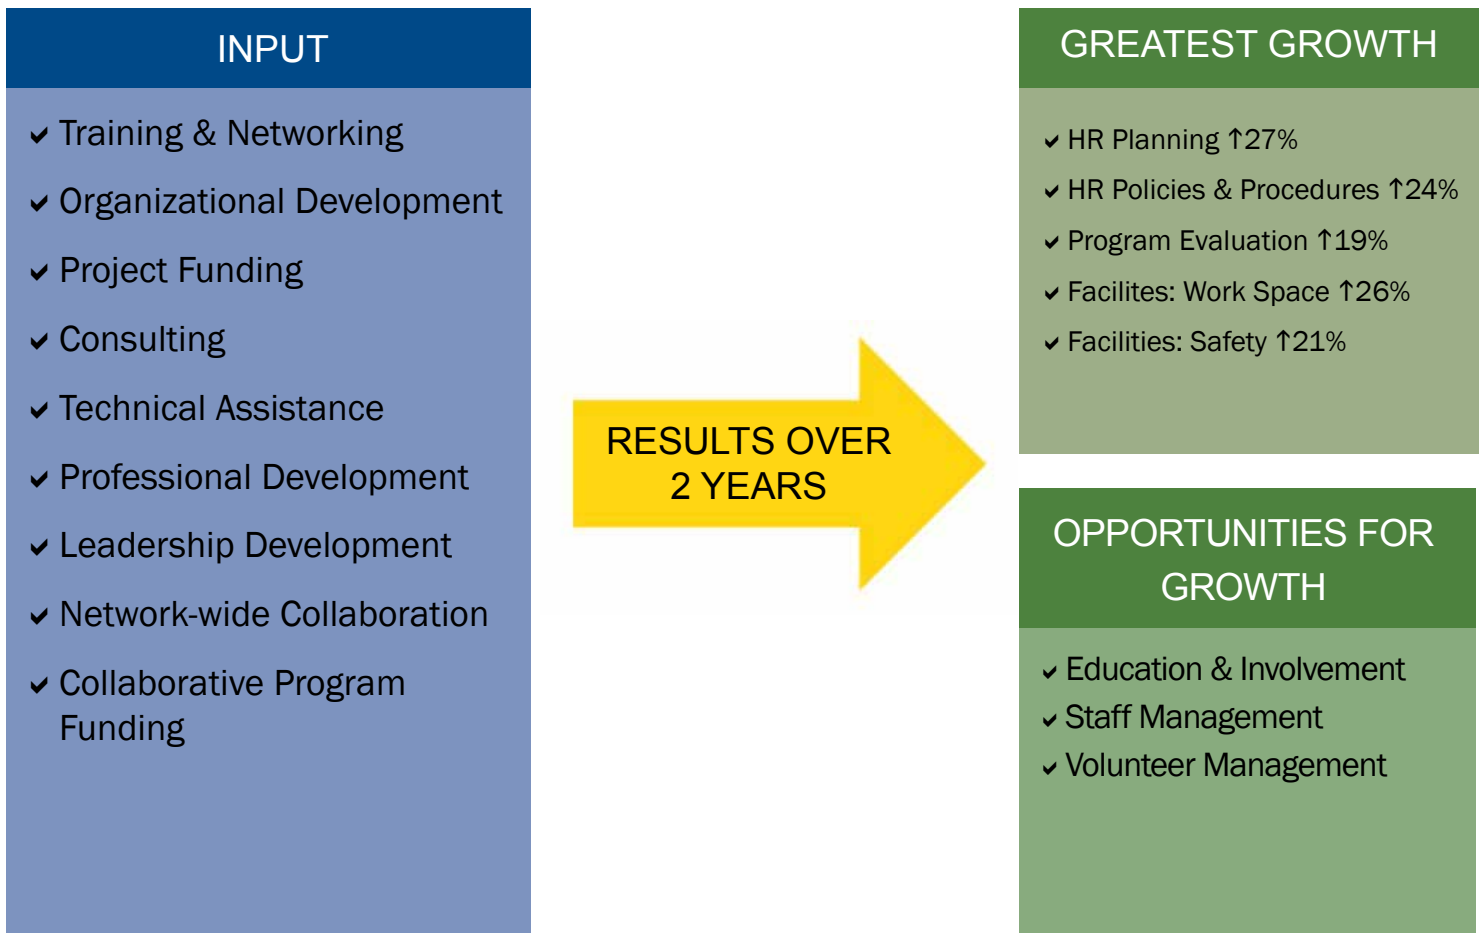 INPUT
✓ Training & Networking
✓ Organizational Development
✓ Project Funding
✓ Consulting
✓ Technical Assistance
✓ Professional Development
✓ Leadership Development
✓ Network-wide Collaboration
✓ Collaborative Program
Funding
RESULTS OVER
2 YEARS
GREATEST GROWTH
✓ HR Planning ↑27%
✓ HR Policies & Procedures ↑24%
✓ Program Evaluation ↑19%
✓ Facilites: Work Space ↑26%
✓ Facilities: Safety ↑21%
OPPORTUNITIES FOR
GROWTH
✓ Education & Involvement
✓ Staff Management
✓ Volunteer Management